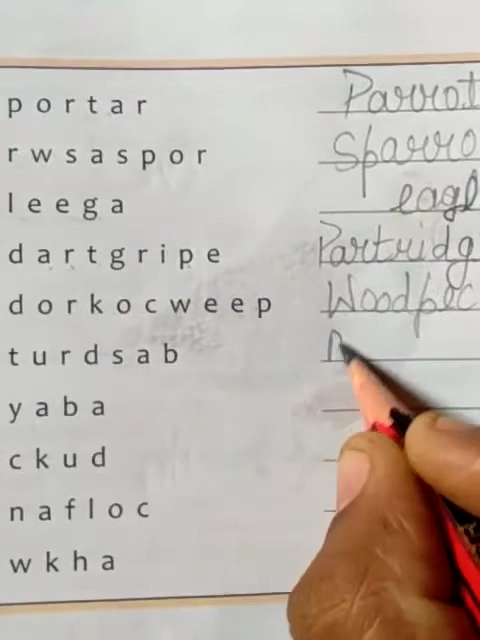 portar Parrot
rwsaspor Sparro
leega eagl
dartgripe Partridg
dorkocweep Woodpec
turdsab
yaba
ckud
nafloc
wkha